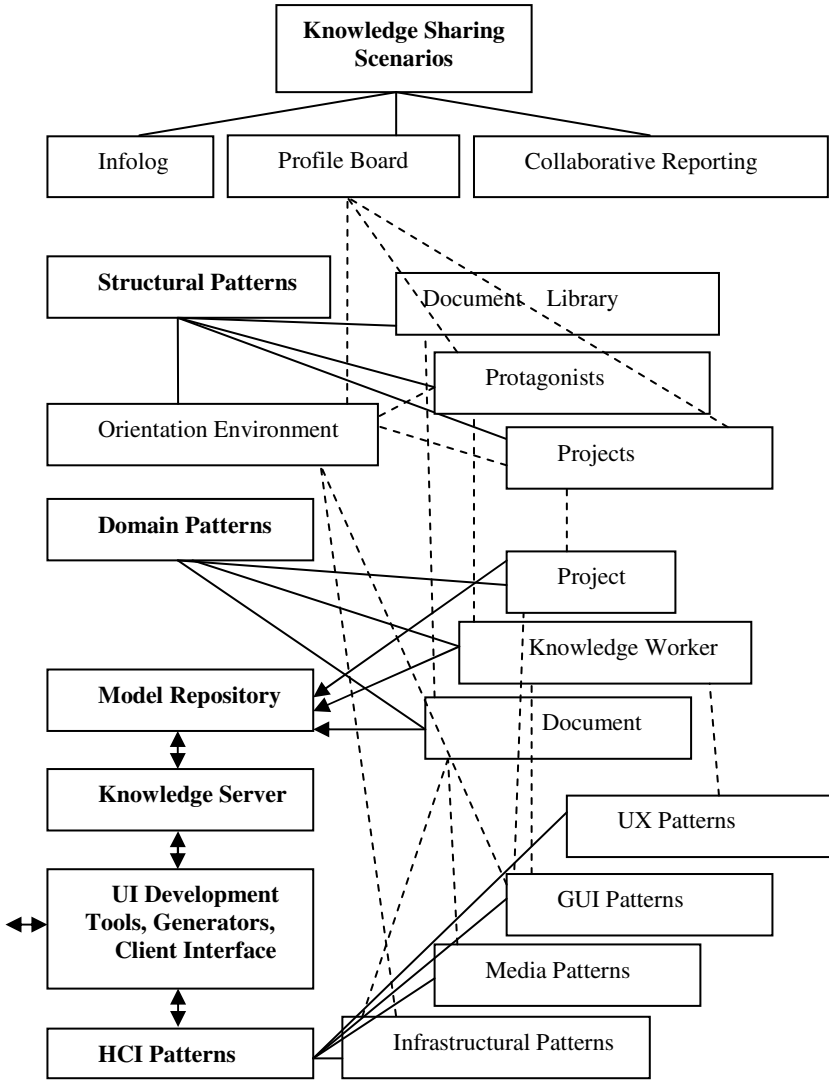 Knowledge Sharing
Scenarios
Infolog
Profile Board
Collaborative Reporting
Structural Patterns
Document Library
Protagonists
Orientation Environment
Projects
Domain Patterns
Project
Knowledge Worker
Model Repository
Document
Knowledge Server
UX Patterns
UI Development
Tools, Generators,
Client Interface
GUI Patterns
Media Patterns
HCI Patterns
Infrastructural Patterns